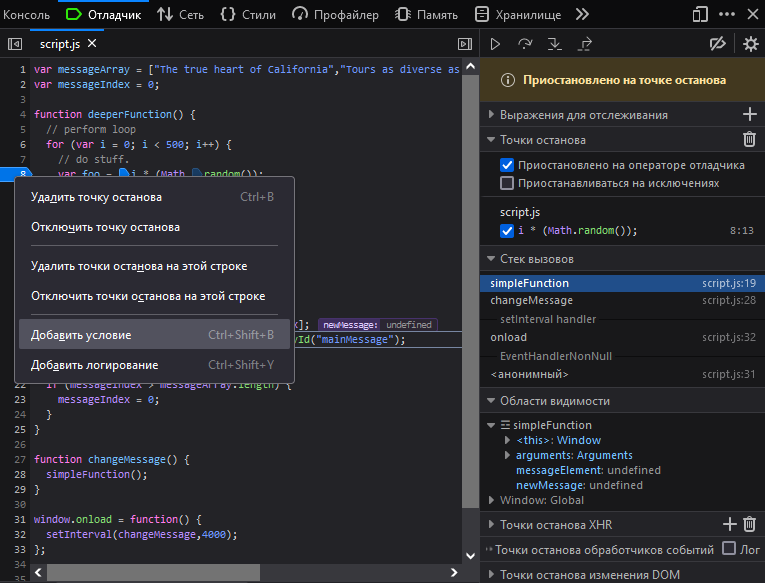 Консоль Отладчик Сеть Стили Профайлер Память Хранилище
script.js
1 var messageArray = ["The true heart of California","Tours as diverse as
2 var messageIndex = 0;
3
4 function deeperFunction() {
5 // perform loop
6 for (var i = 0; i < 500; i++) {
7 // do stuff.
8 var foo = i * (Math.random());
Удалить точку останова Ctrl+B
Отключить точку останова
Удалить точки останова на этой строке
Отключить точки останова на этой строке
x]; newMessage: undefined
Добавить условие Ctrl+Shift+B
yId("mainMessage");
Добавить логирование Ctrl+Shift+Y
22 if (messageIndex > messageArray.length) {
23 messageIndex = 0;
24 }
25 }
26
27 function changeMessage() {
28 simpleFunction();
29 }
30
31 window.onload = function() {
32 setInterval(changeMessage,4000);
33 };
34
35
Приостановлено на точке останова
Выражения для отслеживания
Точки останова
Приостановлено на операторе отладчика
Приостанавливаться на исключениях
script.js
i * (Math.random()); 8:13
Стек вызовов
simpleFunction script.js:19
changeMessage script.js:28
setInterval handler
onload script.js:32
EventHandlerNonNull
<анонимный> script.js:31
Области видимости
simpleFunction
<this>: Window
arguments: Arguments
messageElement: undefined
newMessage: undefined
Window: Global
Точки останова XHR
Точки останова обработчиков событий Лог
Точки останова изменения DOM